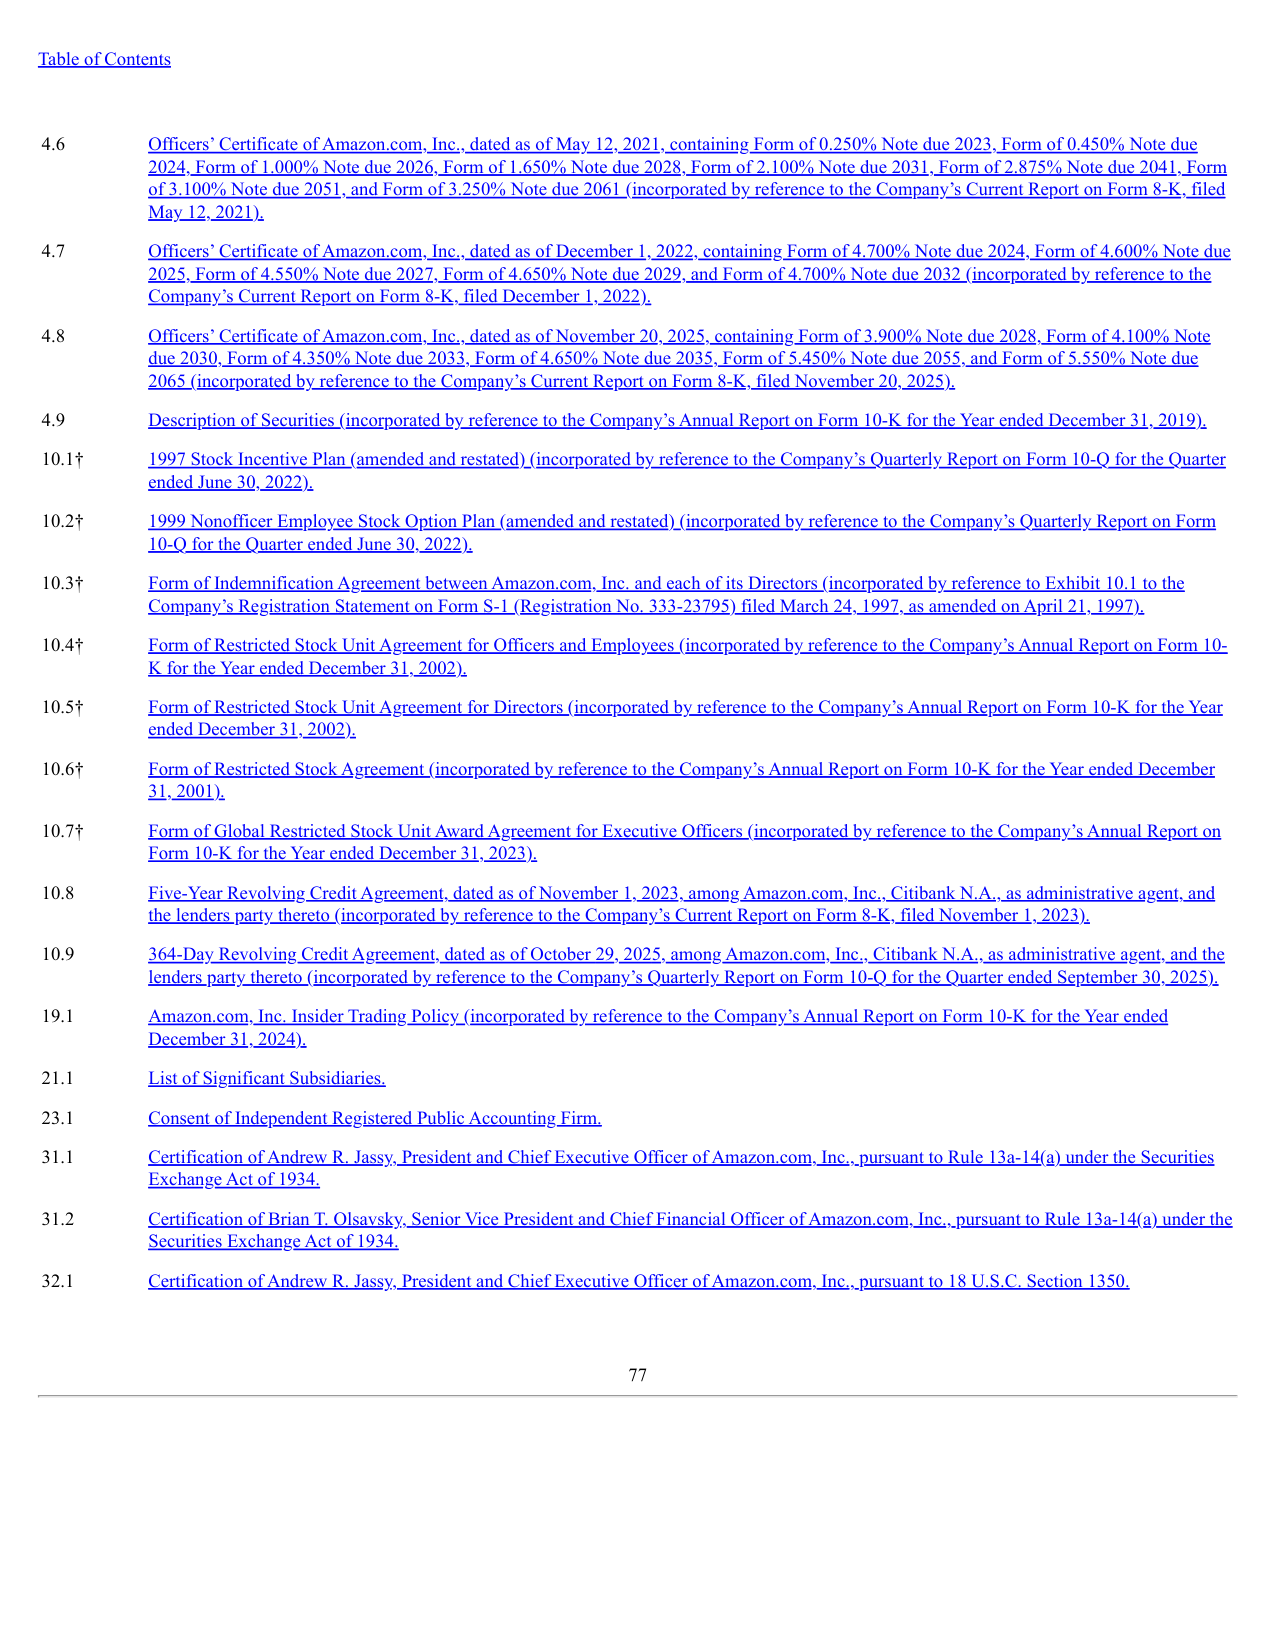 Table of Contents
4.6 Officers’ Certificate of Amazon.com, Inc., dated as of May 12, 2021, containing Form of 0.250% Note due 2023, Form of 0.450% Note due
2024, Form of 1.000% Note due 2026, Form of 1.650% Note due 2028, Form of 2.100% Note due 2031, Form of 2.875% Note due 2041, Form
of 3.100% Note due 2051, and Form of 3.250% Note due 2061 (incorporated by reference to the Company’s Current Report on Form 8-K, filed
May 12, 2021).
4.7 Officers’ Certificate of Amazon.com, Inc., dated as of December 1, 2022, containing Form of 4.700% Note due 2024, Form of 4.600% Note due
2025, Form of 4.550% Note due 2027, Form of 4.650% Note due 2029, and Form of 4.700% Note due 2032 (incorporated by reference to the
Company’s Current Report on Form 8-K, filed December 1, 2022).
4.8 Officers’ Certificate of Amazon.com, Inc., dated as of November 20, 2025, containing Form of 3.900% Note due 2028, Form of 4.100% Note
due 2030, Form of 4.350% Note due 2033, Form of 4.650% Note due 2035, Form of 5.450% Note due 2055, and Form of 5.550% Note due
2065 (incorporated by reference to the Company’s Current Report on Form 8-K, filed November 20, 2025).
4.9 Description of Securities (incorporated by reference to the Company’s Annual Report on Form 10-K for the Year ended December 31, 2019).
10.1† 1997 Stock Incentive Plan (amended and restated) (incorporated by reference to the Company’s Quarterly Report on Form 10-Q for the Quarter
ended June 30, 2022).
10.2† 1999 Nonofficer Employee Stock Option Plan (amended and restated) (incorporated by reference to the Company’s Quarterly Report on Form
10-Q for the Quarter ended June 30, 2022).
10.3† Form of Indemnification Agreement between Amazon.com, Inc. and each of its Directors (incorporated by reference to Exhibit 10.1 to the
Company’s Registration Statement on Form S-1 (Registration No. 333-23795) filed March 24, 1997, as amended on April 21, 1997).
10.4† Form of Restricted Stock Unit Agreement for Officers and Employees (incorporated by reference to the Company’s Annual Report on Form 10-
K for the Year ended December 31, 2002).
10.5† Form of Restricted Stock Unit Agreement for Directors (incorporated by reference to the Company’s Annual Report on Form 10-K for the Year
ended December 31, 2002).
10.6† Form of Restricted Stock Agreement (incorporated by reference to the Company’s Annual Report on Form 10-K for the Year ended December
31, 2001).
10.7† Form of Global Restricted Stock Unit Award Agreement for Executive Officers (incorporated by reference to the Company’s Annual Report on
Form 10-K for the Year ended December 31, 2023).
10.8 Five-Year Revolving Credit Agreement, dated as of November 1, 2023, among Amazon.com, Inc., Citibank N.A., as administrative agent, and
the lenders party thereto (incorporated by reference to the Company’s Current Report on Form 8-K, filed November 1, 2023).
10.9 364-Day Revolving Credit Agreement, dated as of October 29, 2025, among Amazon.com, Inc., Citibank N.A., as administrative agent, and the
lenders party thereto (incorporated by reference to the Company’s Quarterly Report on Form 10-Q for the Quarter ended September 30, 2025).
19.1 Amazon.com, Inc. Insider Trading Policy (incorporated by reference to the Company’s Annual Report on Form 10-K for the Year ended
December 31, 2024).
21.1 List of Significant Subsidiaries.
23.1 Consent of Independent Registered Public Accounting Firm.
31.1 Certification of Andrew R. Jassy, President and Chief Executive Officer of Amazon.com, Inc., pursuant to Rule 13a-14(a) under the Securities
Exchange Act of 1934.
31.2 Certification of Brian T. Olsavsky, Senior Vice President and Chief Financial Officer of Amazon.com, Inc., pursuant to Rule 13a-14(a) under the
Securities Exchange Act of 1934.
32.1 Certification of Andrew R. Jassy, President and Chief Executive Officer of Amazon.com, Inc., pursuant to 18 U.S.C. Section 1350.
77